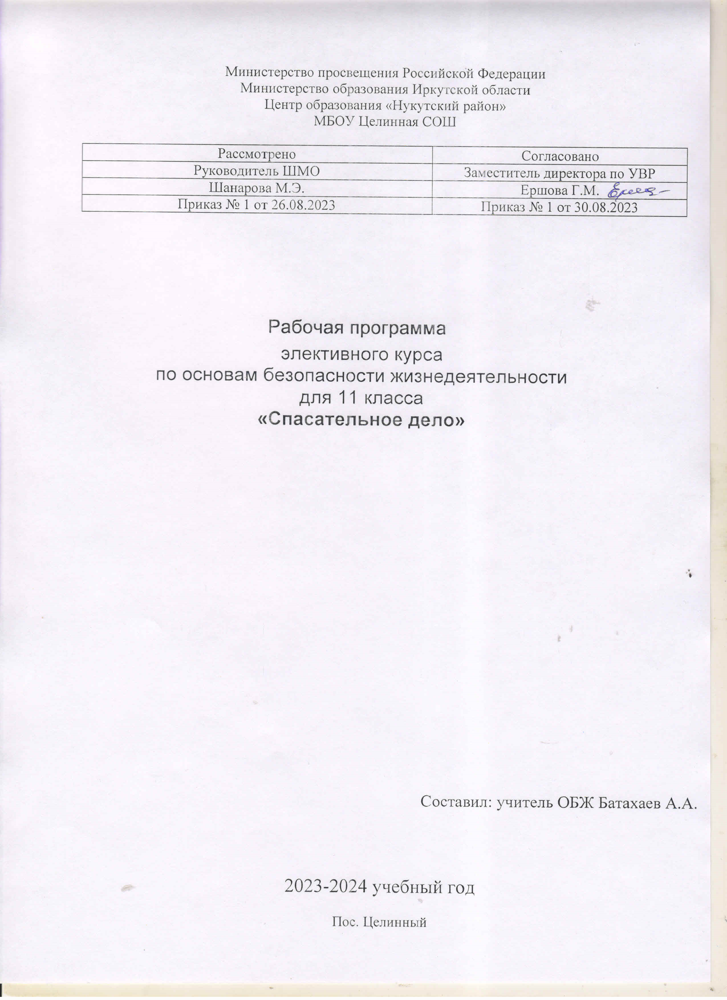 Министерство просвещения Российской Федерации
Министерство образования Иркутской области
Центр образования «Нукутский район»
МБОУ Целинная СОШ
Рассмотрено Согласовано
Руководитель ШМО Заместитель директора по УВР
Шанарова М.Э. Ершова Г.М.
Приказ № 1 от 26.08.2023 Приказ № 1 от 30.08.2023
Рабочая программа
элективного курса
по основам безопасности жизнедеятельности
для 11 класса
«Спасательное дело»
Составил: учитель ОБЖ Батахаев А.А.
2023-2024 учебный год
Пос. Целинный